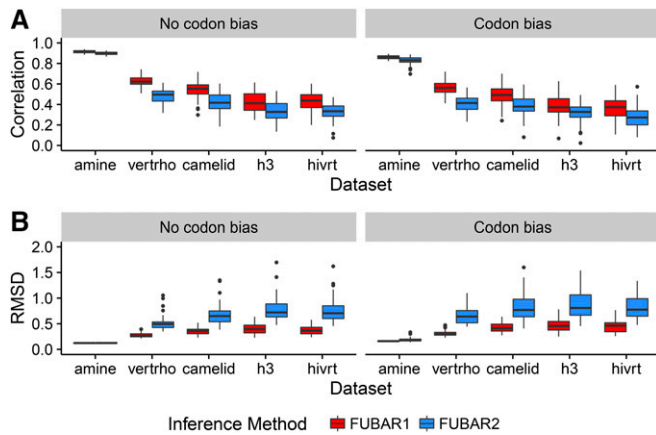 A
No codon bias
Codon bias
Correlation
1.0
0.8
0.6
0.4
0.2
0.0
amine vertrho camelid h3 hivrt
amine vertrho camelid h3 hivrt
Dataset
B
No codon bias
Codon bias
RMSD
2.0
1.5
1.0
0.5
0.0
amine vertrho camelid h3 hivrt
amine vertrho camelid h3 hivrt
Dataset
Inference Method FUBAR1 FUBAR2